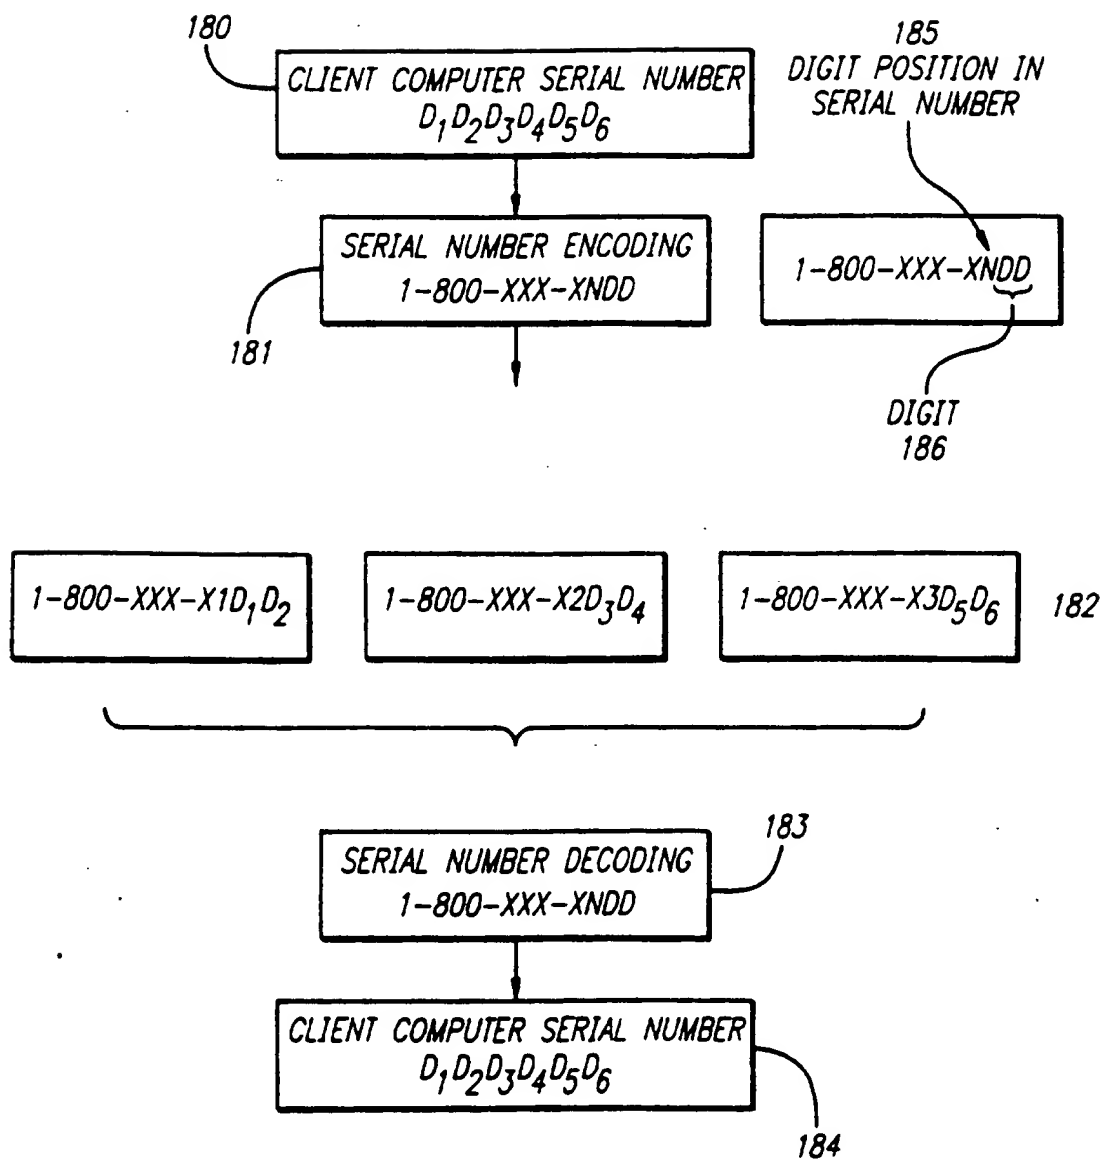 180
CLIENT COMPUTER SERIAL NUMBER
D₁D₂D₃D₄D₅D₆
185
DIGIT POSITION IN
SERIAL NUMBER
SERIAL NUMBER ENCODING
1-800-XXX-XNDD
181
1-800-XXX-XNDD
DIGIT
186
1-800-XXX-X1D₁D₂
1-800-XXX-X2D₃D₄
1-800-XXX-X3D₅D₆
182
183
SERIAL NUMBER DECODING
1-800-XXX-XNDD
CLIENT COMPUTER SERIAL NUMBER
D₁D₂D₃D₄D₅D₆
184